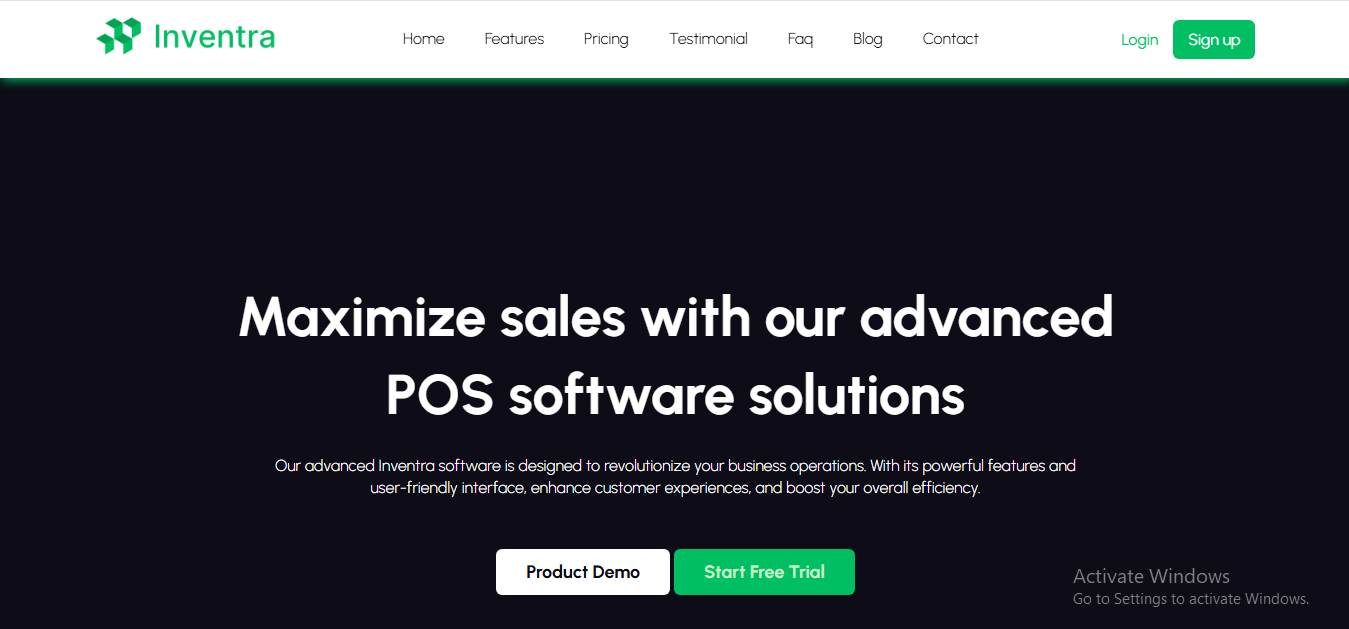 Inventra
Home Features Pricing Testimonial Faq Blog Contact
Login Sign up
Maximize sales with our advanced
POS software solutions
Our advanced Inventra software is designed to revolutionize your business operations. With its powerful features and
user-friendly interface, enhance customer experiences, and boost your overall efficiency.
Product Demo Start Free Trial
Activate Windows
Go to Settings to activate Windows.